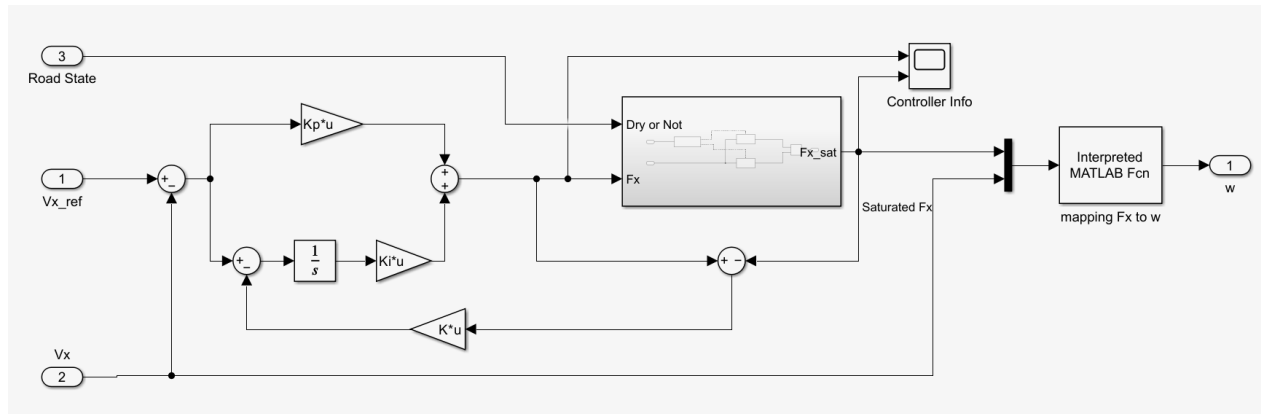 3
Road State
Controller Info
Kp*u
Dry or Not
Fx_sat
Fx
+
−
+
+
1
Vx_ref
Interpreted
MATLAB Fcn
mapping Fx to w
1
w
Saturated Fx
+
−
1
s
Ki*u
+ −
K*u
Vx
2